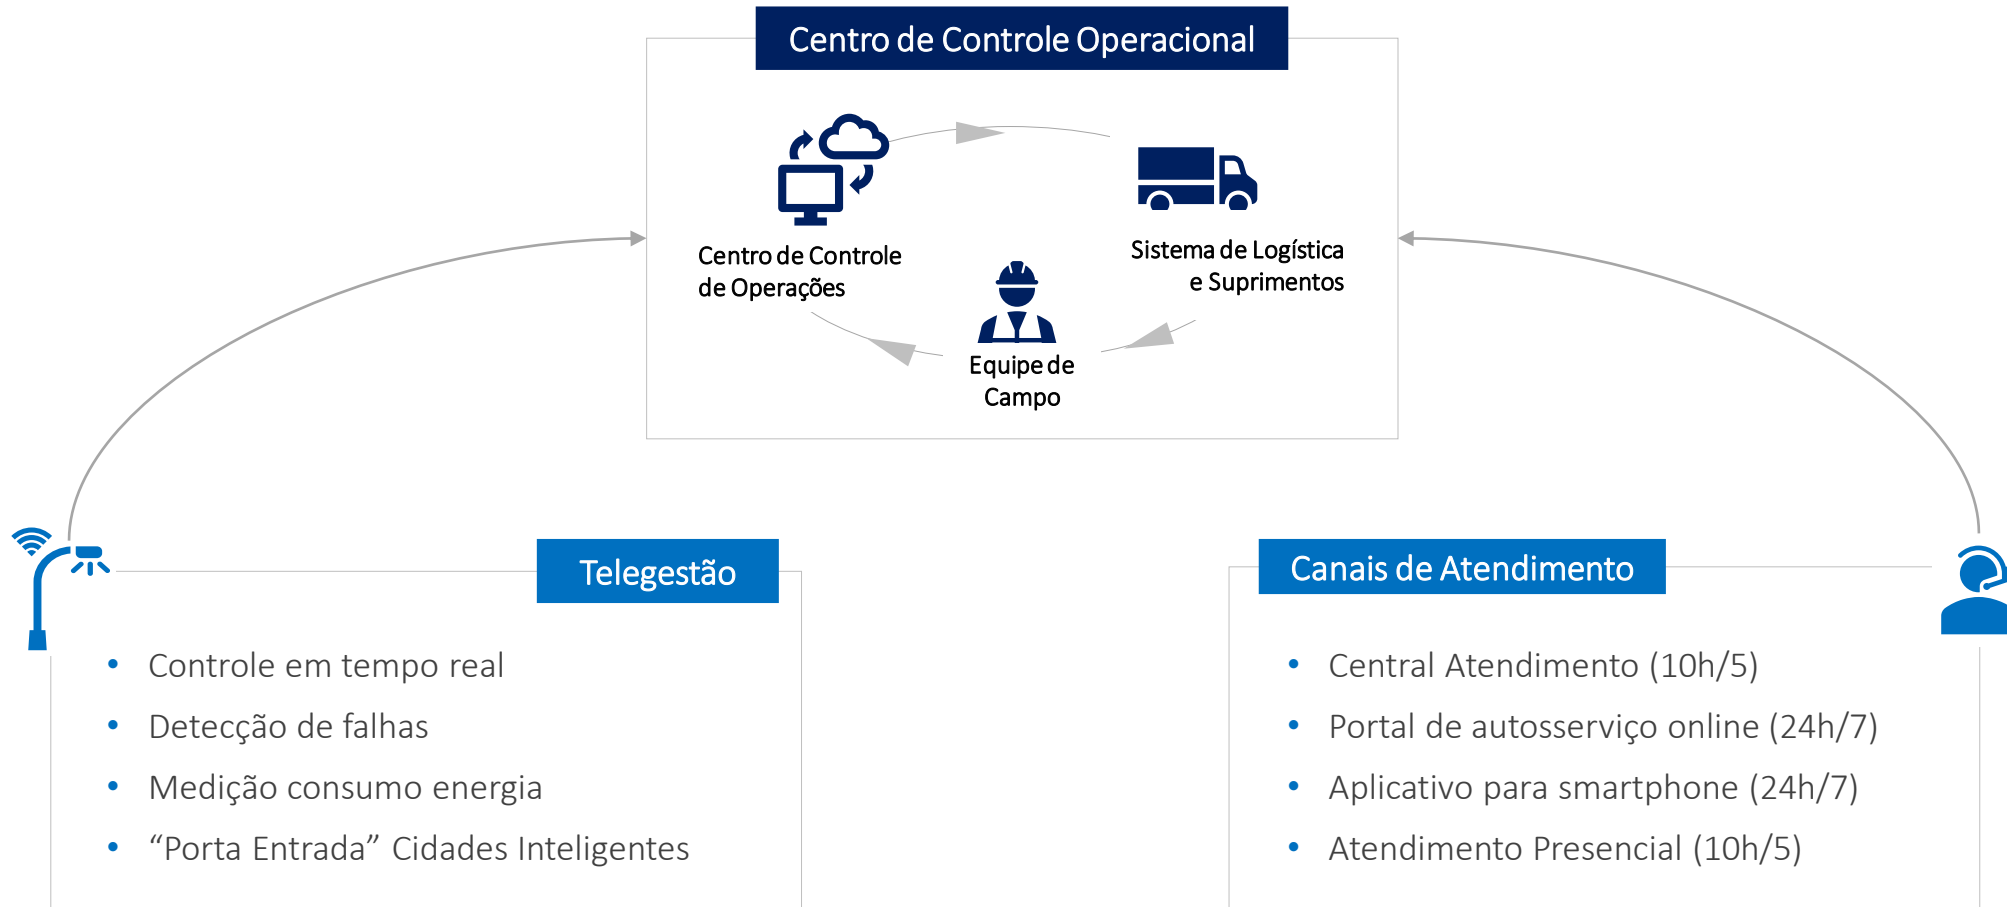 Centro de Controle Operacional
Centro de Controle
de Operações
Sistema de Logística
e Suprimentos
Equipe de
Campo
Telegestão
• Controle em tempo real
• Detecção de falhas
• Medição consumo energia
• “Porta Entrada” Cidades Inteligentes
Canais de Atendimento
• Central Atendimento (10h/5)
• Portal de autosserviço online (24h/7)
• Aplicativo para smartphone (24h/7)
• Atendimento Presencial (10h/5)